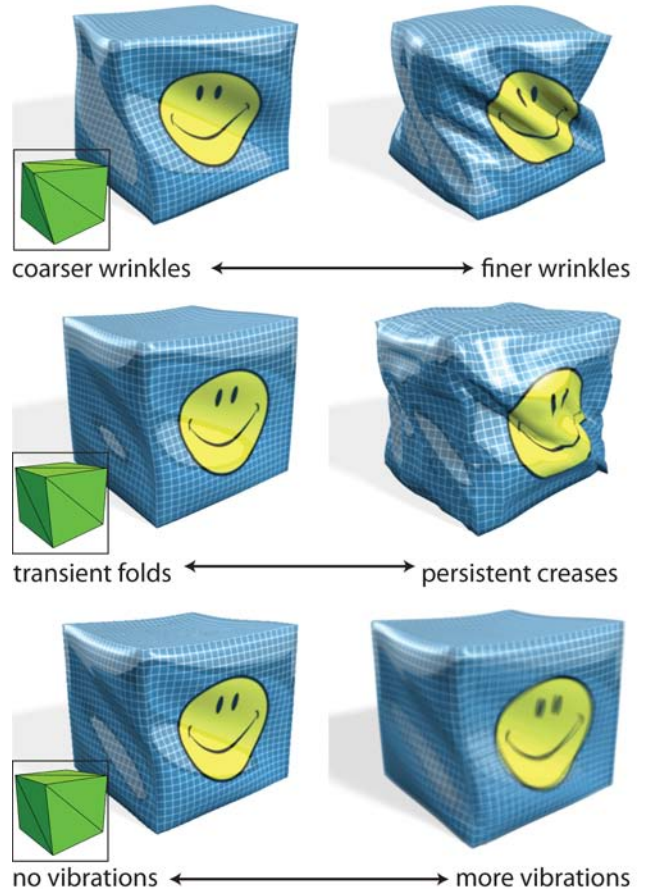 coarser wrinkles finer wrinkles
transient folds persistent creases
no vibrations more vibrations